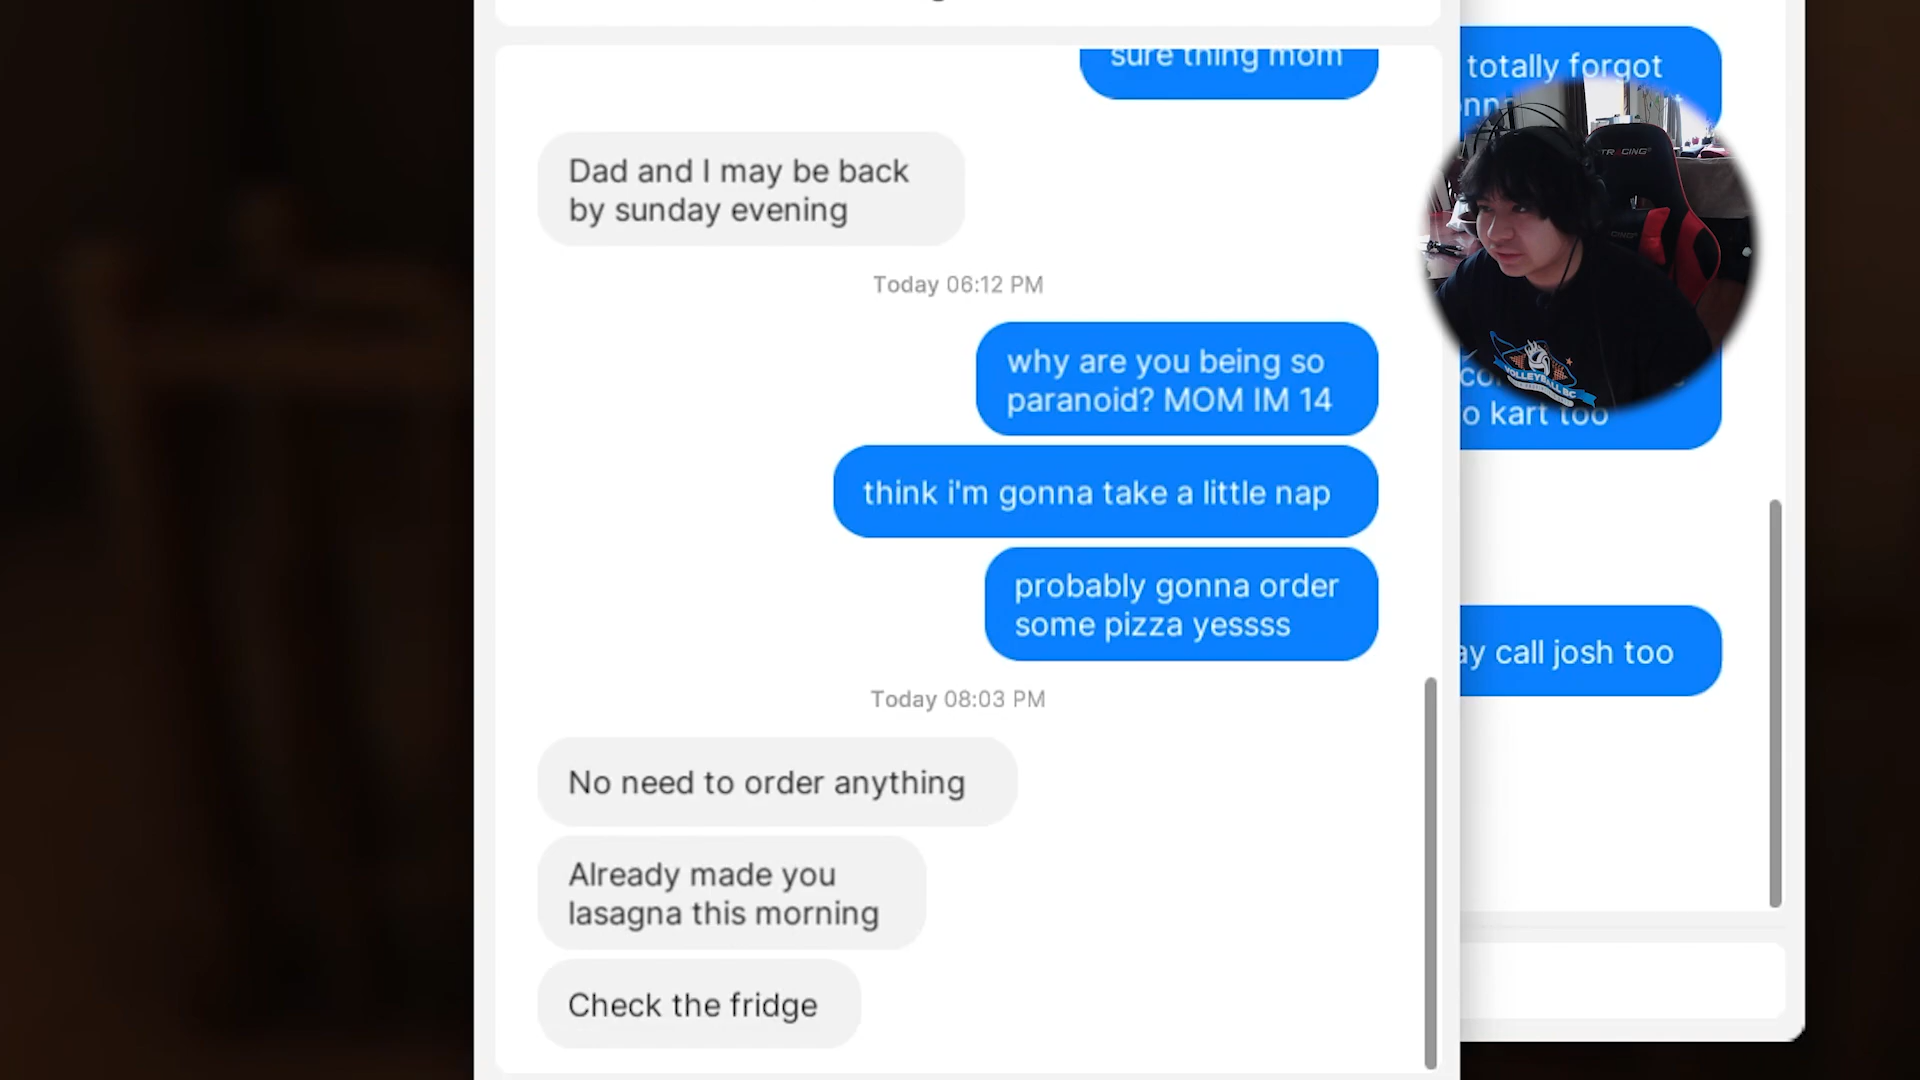 sure thing mom
Dad and I may be back
by sunday evening
Today 06:12 PM
why are you being so
paranoid? MOM IM 14
think i'm gonna take a little nap
probably gonna order
some pizza yessss
Today 08:03 PM
No need to order anything
Already made you
lasagna this morning
Check the fridge
totally forgot
kart too
call josh too
VOLLEYBALL BC